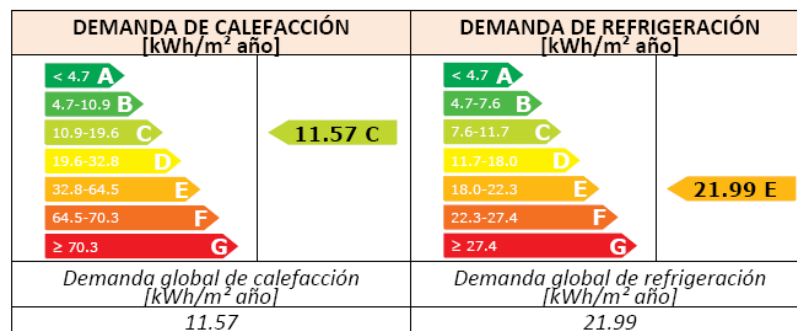 DEMANDA DE CALEFACCIÓN
[kWh/m² año]
< 4.7 A
4.7-10.9 B
10.9-19.6 C
19.6-32.8 D
32.8-64.5 E
64.5-70.3 F
≥ 70.3 G
11.57 C
Demanda global de calefacción
[kWh/m² año]
11.57
DEMANDA DE REFRIGERACIÓN
[kWh/m² año]
< 4.7 A
4.7-7.6 B
7.6-11.7 C
11.7-18.0 D
18.0-22.3 E
22.3-27.4 F
≥ 27.4 G
21.99 E
Demanda global de refrigeración
[kWh/m² año]
21.99